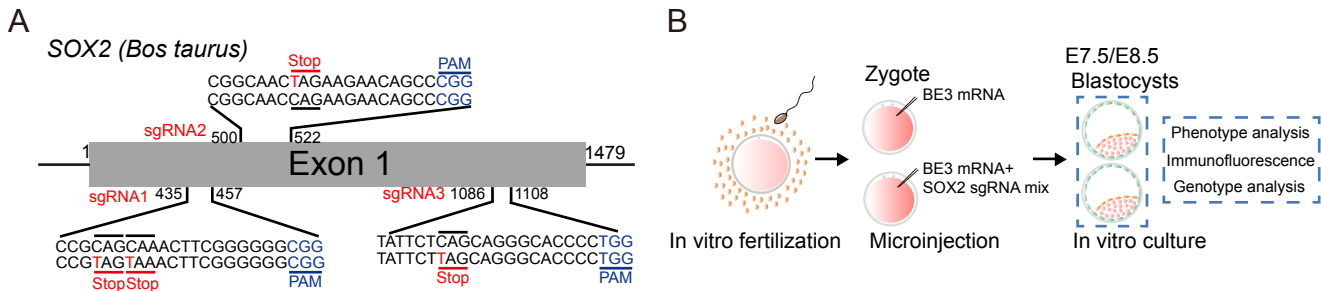 A
SOX2 (Bos taurus)
Stop
PAM
CGGCAACTAGAAGAACAGCCCGG
CGGCAACCAGAAGAACAGCCCGG
sgRNA2
500
522
1
Exon 1
1479
sgRNA1
435
457
sgRNA3
1086
1108
CCGCAGCAAACTTCGGGGGGCGG
CCGTAGTAAACTTCGGGGGGCGG
Stop
Stop
PAM
TATTCTCAGCAGGGCACCCCTGG
TATTCTTAGCAGGGCACCCCTGG
Stop
PAM
B
Zygote
BE3 mRNA
BE3 mRNA+
SOX2 sgRNA mix
E7.5/E8.5
Blastocysts
Phenotype analysis
Immunofluorescence
Genotype analysis
In vitro fertilization
Microinjection
In vitro culture